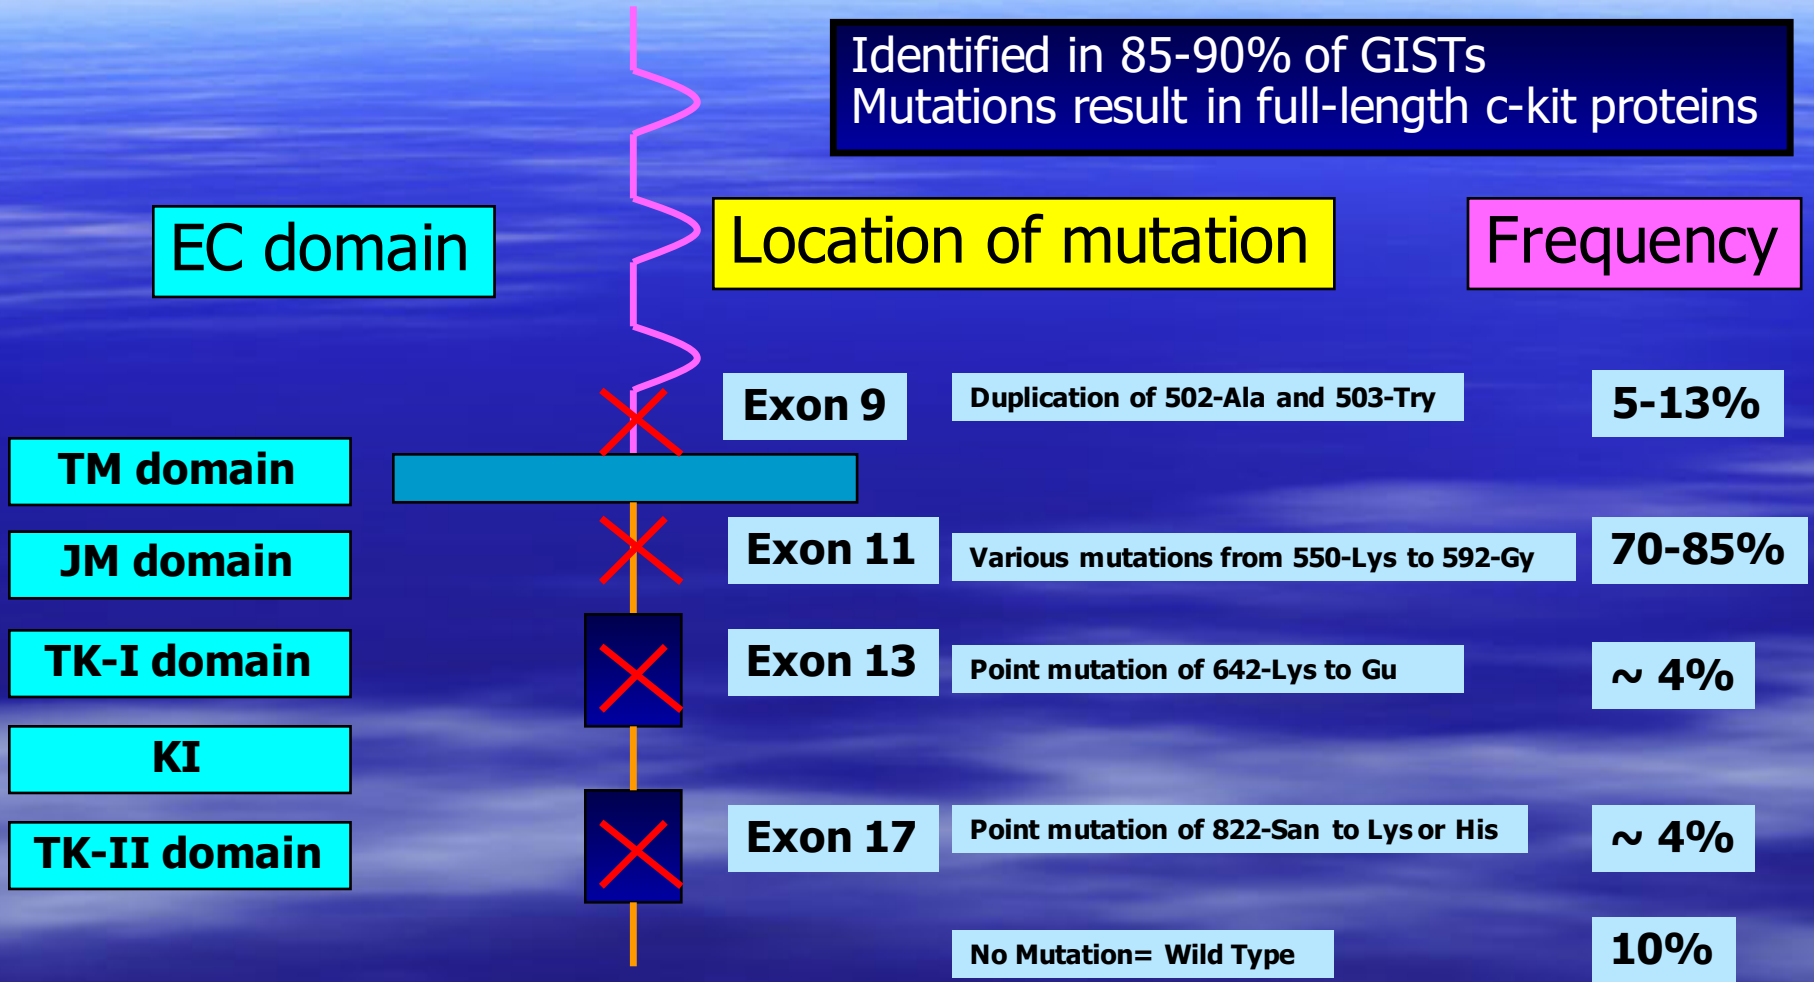 Identified in 85-90% of GISTs
Mutations result in full-length c-kit proteins
EC domain
Location of mutation
Frequency
Exon 9
Duplication of 502-Ala and 503-Try
5-13%
TM domain
JM domain
Exon 11
Various mutations from 550-Lys to 592-Gy
70-85%
TK-I domain
Exon 13
Point mutation of 642-Lys to Gu
~ 4%
KI
TK-II domain
Exon 17
Point mutation of 822-San to Lys or His
~ 4%
No Mutation= Wild Type
10%